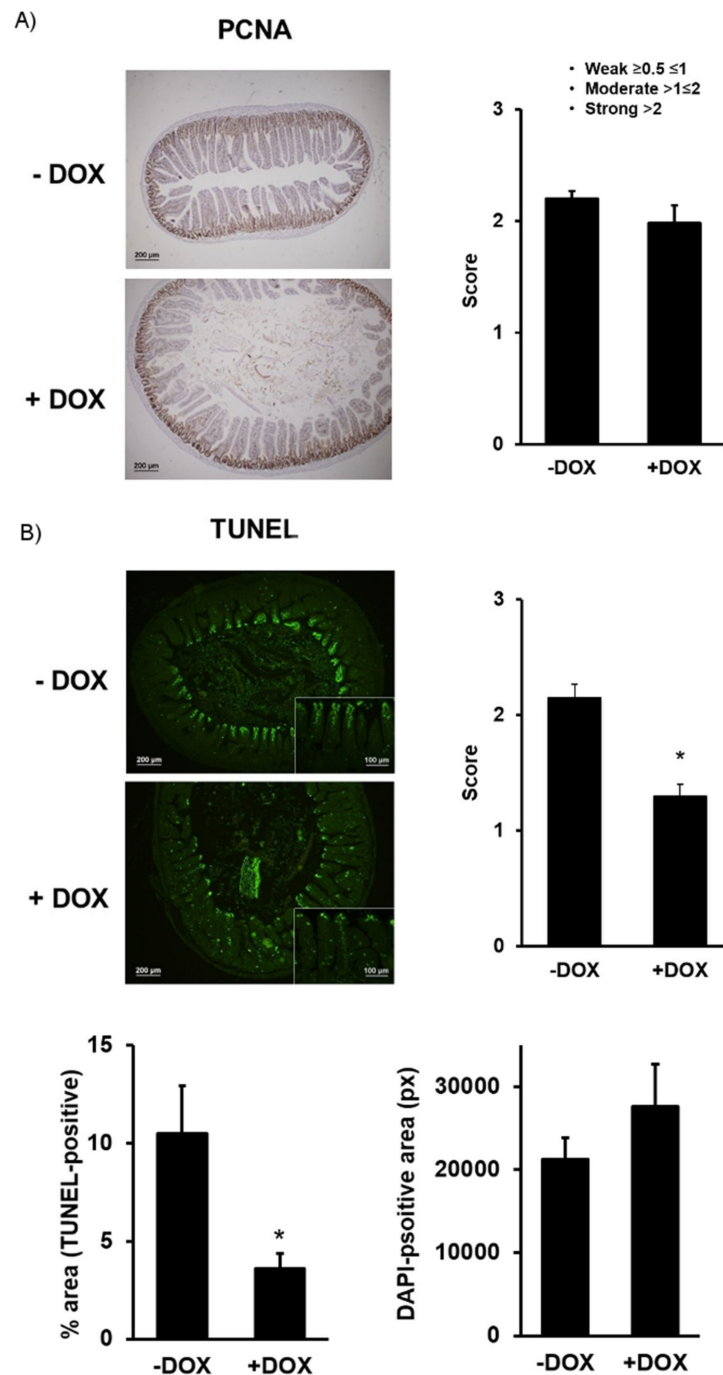 A)
PCNA
- DOX
200 µm
+ DOX
200 µm
• Weak ≥0.5 ≤1
• Moderate >1≤2
• Strong >2
3
2
1
0
Score
-DOX +DOX
B)
TUNEL
- DOX
200 µm
100 µm
+ DOX
200 µm
100 µm
3
2
1
0
Score
*
-DOX +DOX
15
10
5
0
% area (TUNEL-positive)
*
-DOX +DOX
30000
20000
10000
0
DAPI-psoitive area (px)
-DOX +DOX